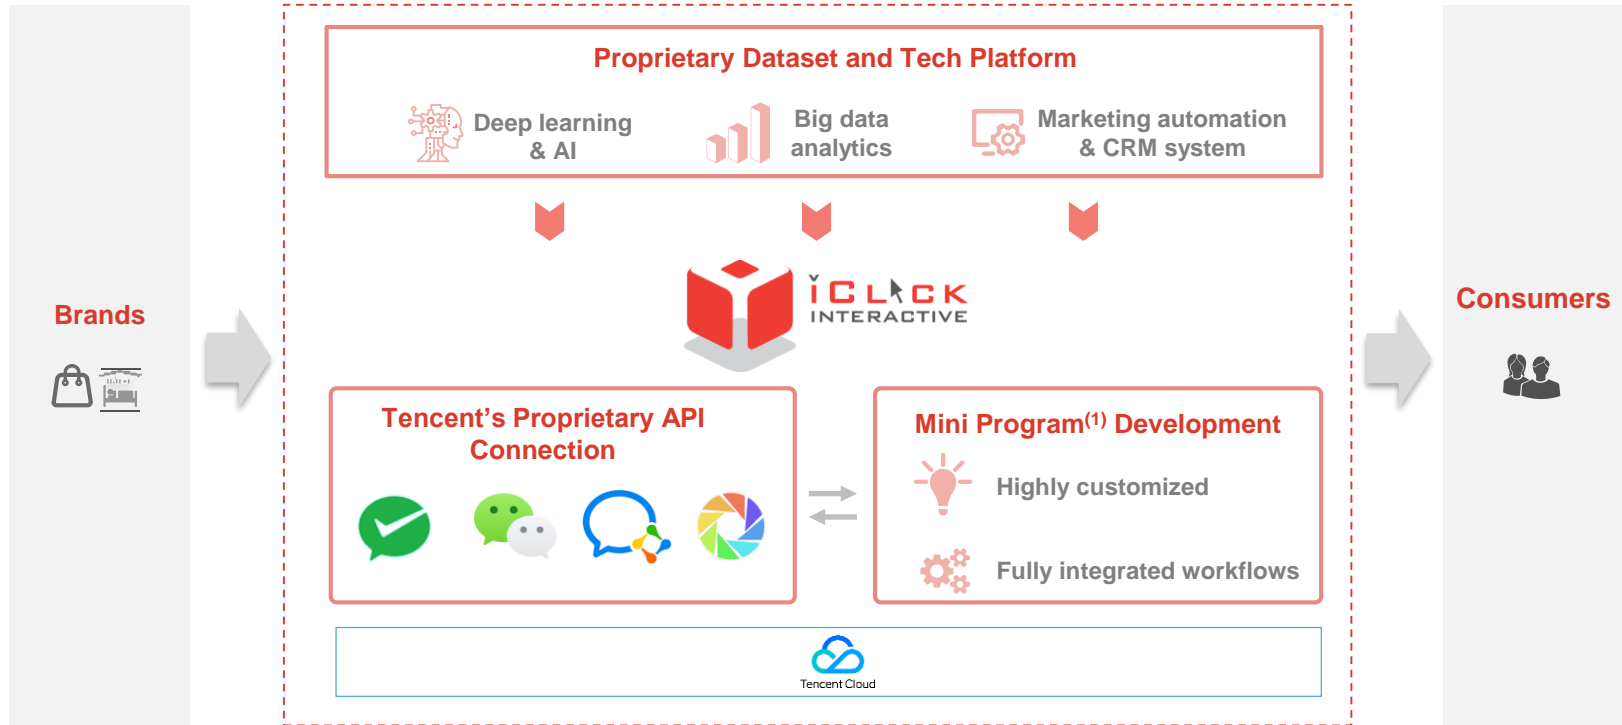 Proprietary Dataset and Tech Platform
Deep learning
& AI
Big data
analytics
Marketing automation
& CRM system
iCLICK
INTERACTIVE
Brands
Consumers
Tencent’s Proprietary API
Connection
Mini Program(1) Development
Highly customized
Fully integrated workflows
Tencent Cloud